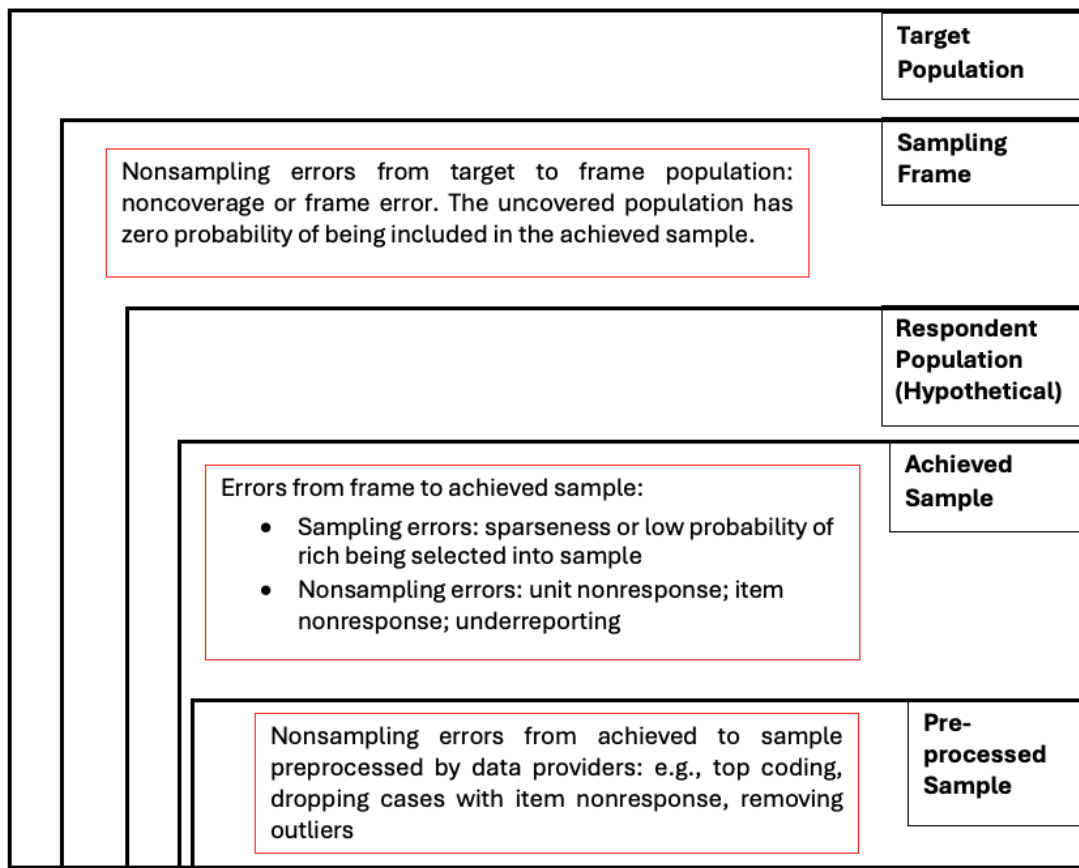 Target
Population
Sampling
Frame
Nonsampling errors from target to frame population:
noncoverage or frame error. The uncovered population has
zero probability of being included in the achieved sample.
Respondent
Population
(Hypothetical)
Achieved
Sample
Errors from frame to achieved sample:
• Sampling errors: sparseness or low probability of
rich being selected into sample
• Nonsampling errors: unit nonresponse; item
nonresponse; underreporting
Pre-
processed
Sample
Nonsampling errors from achieved to sample
preprocessed by data providers: e.g., top coding,
dropping cases with item nonresponse, removing
outliers